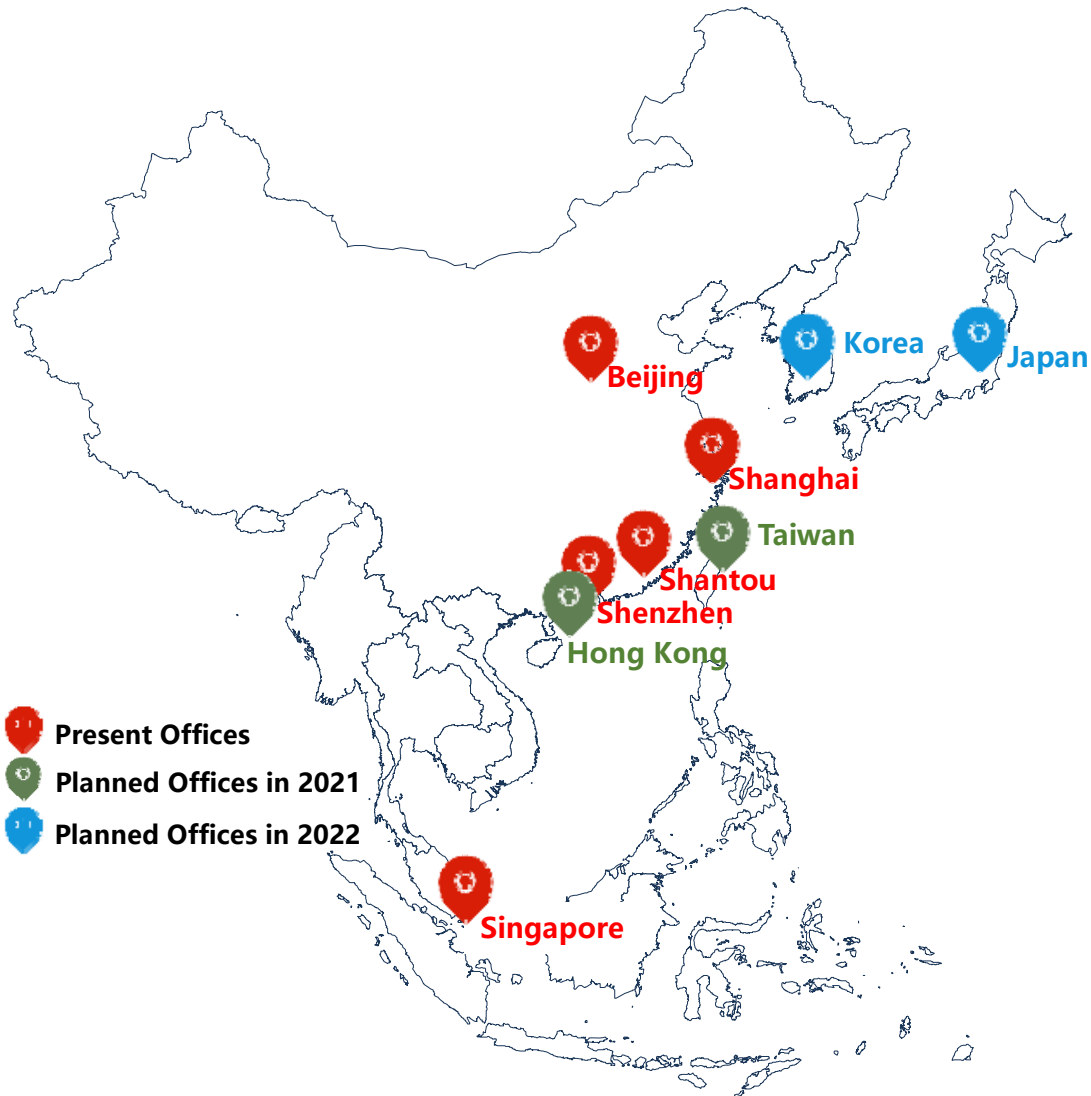 Korea
Japan
Beijing
Shanghai
Taiwan
Shantou
Shenzhen
Hong Kong
Present Offices
Planned Offices in 2021
Planned Offices in 2022
Singapore